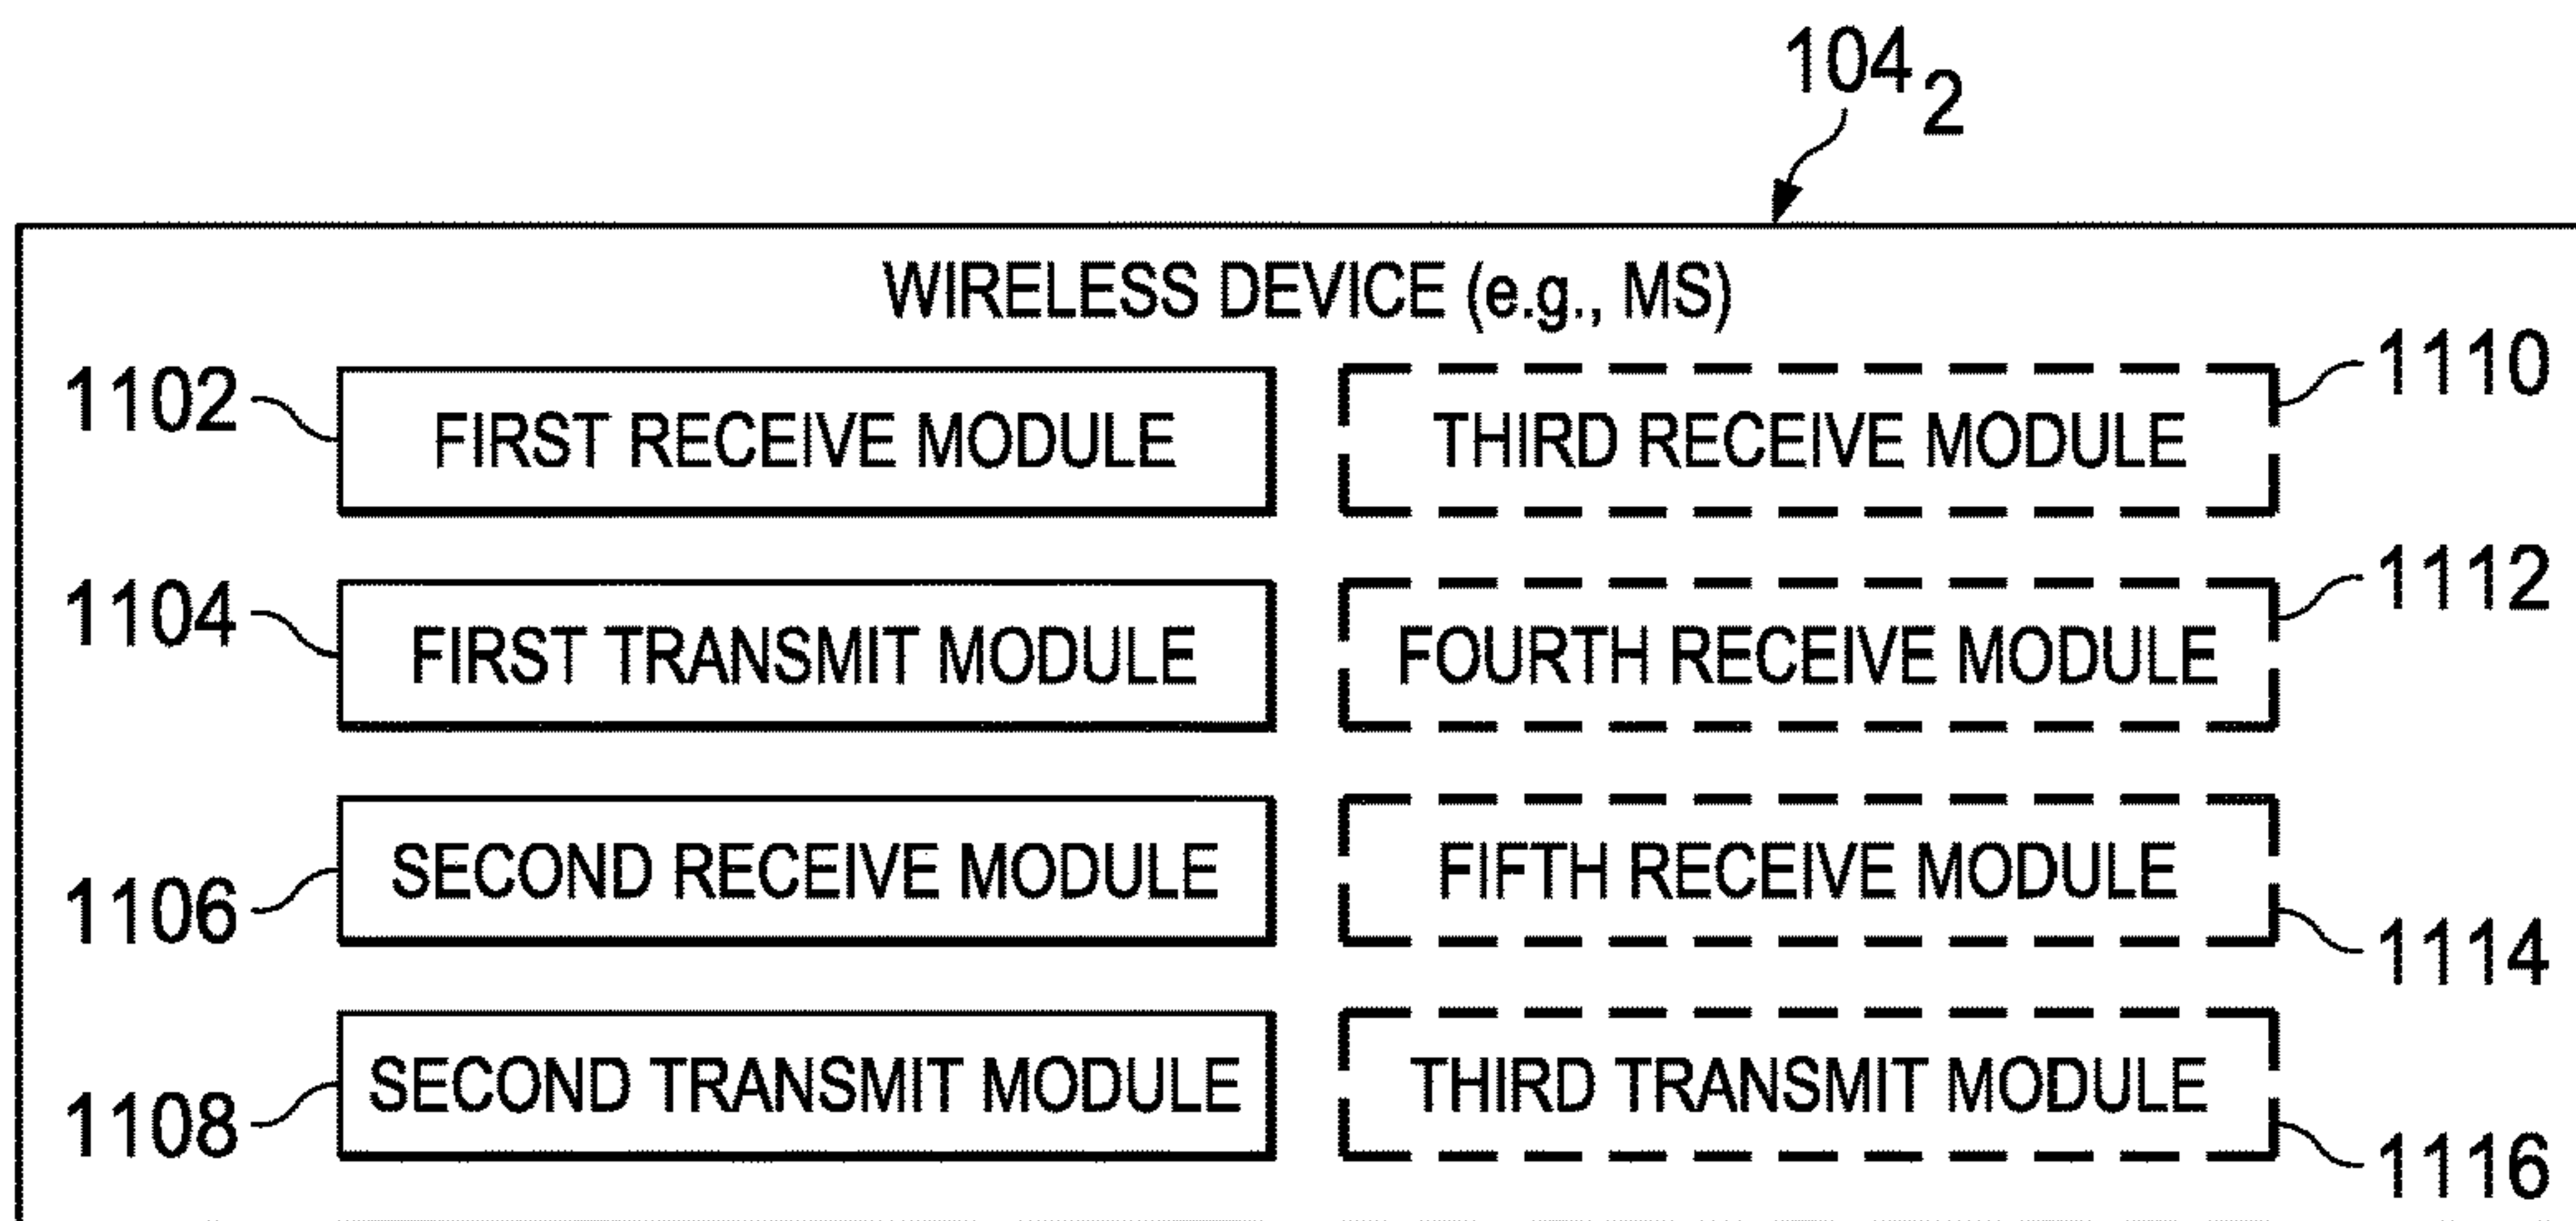 104₂
WIRELESS DEVICE (e.g., MS)
1102 FIRST RECEIVE MODULE THIRD RECEIVE MODULE 1110
1104 FIRST TRANSMIT MODULE FOURTH RECEIVE MODULE 1112
1106 SECOND RECEIVE MODULE FIFTH RECEIVE MODULE 1114
1108 SECOND TRANSMIT MODULE THIRD TRANSMIT MODULE 1116